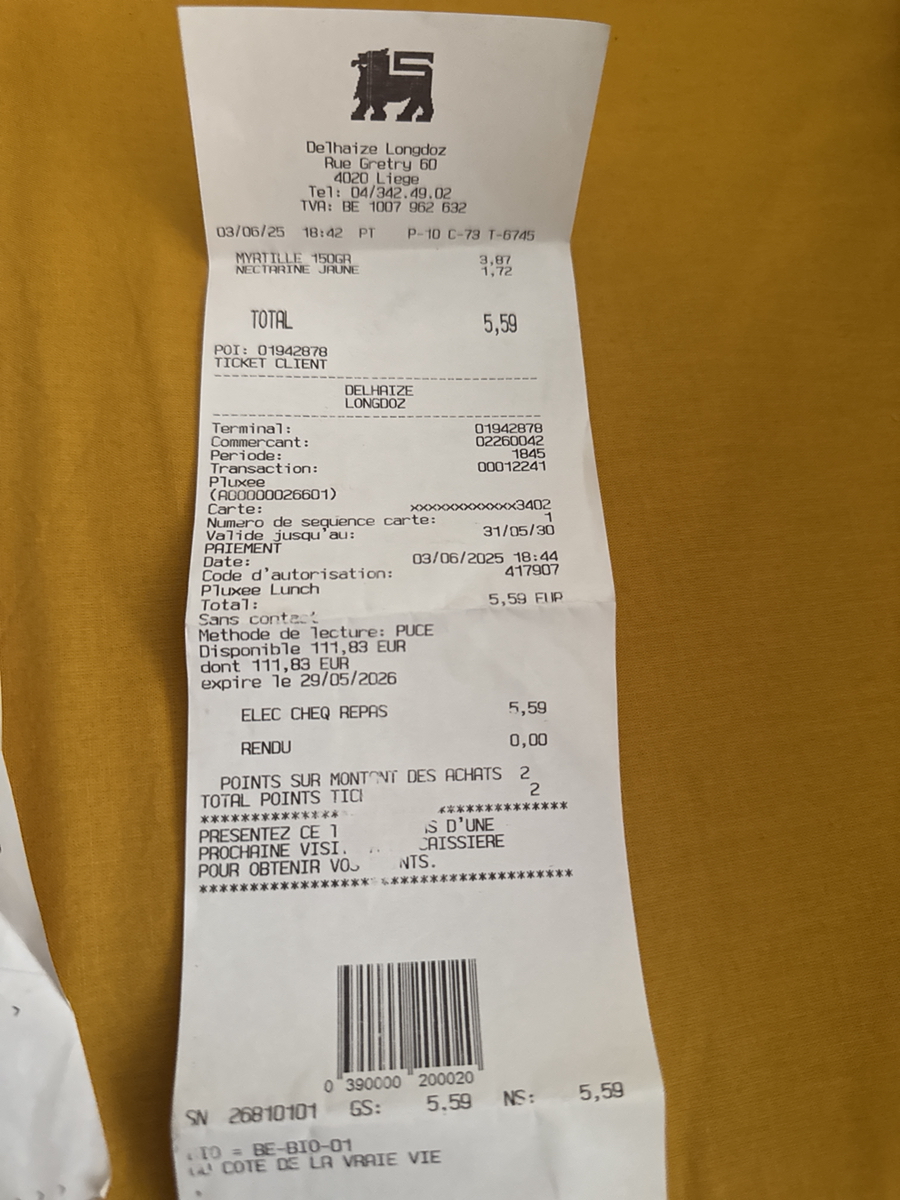 Delhaize Longdoz
Rue Gretry 60
4020 Liege
Tel: 04/342.49.02
TVA: BE 1007 962 632
03/06/25 18:42 PT P-10 C-73 T-6745
MYRTILLE 150GR 3,87
NECTARINE JAUNE 1,72
TOTAL 5,59
POI: 01942878
TICKET CLIENT
DELHAIZE
LONGDOZ
Terminal: 01942878
Commercant: 02260042
Periode: 1845
Transaction: 00012241
Pluxee
(A00000026601)
Carte: xxxxxxxxxxxxx3402
Numero de sequence carte: 1
Valide jusqu'au: 31/05/30
PAIEMENT
Date: 03/06/2025 18:44
Code d'autorisation: 417907
Pluxee Lunch
Total: 5,59 EUR
Sans contact
Methode de lecture: PUCE
Disponible 111,83 EUR
dont 111,83 EUR
expire le 29/05/2026
ELEC CHEQ REPAS 5,59
RENDU 0,00
POINTS SUR MONTANT DES ACHATS 2
TOTAL POINTS 2
PRESENTEZ CE D'UNE
PROCHAINE CAISSIERE
POUR OBTENIR
0 390000 200020
SN 26810101 GS: 5,59 NS: 5,59
= BE-BIO-01
COTE DE LA VRAIE VIE